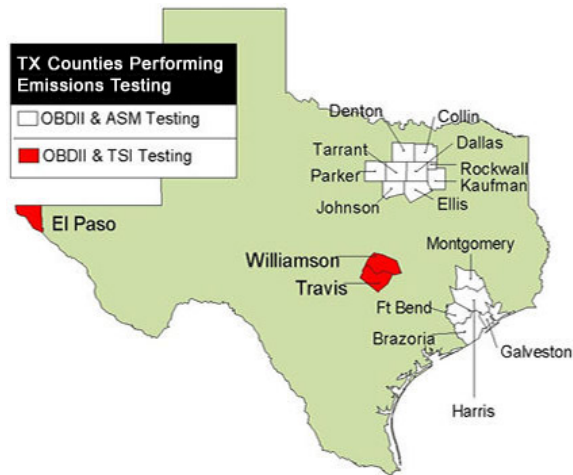 TX Counties Performing
Emissions Testing
OBDII & ASM Testing
OBDII & TSI Testing
Denton
Collin
Tarrant
Dallas
Parker
Rockwall
Kaufman
Johnson
Ellis
El Paso
Williamson
Travis
Montgomery
Ft Bend
Brazoria
Galveston
Harris